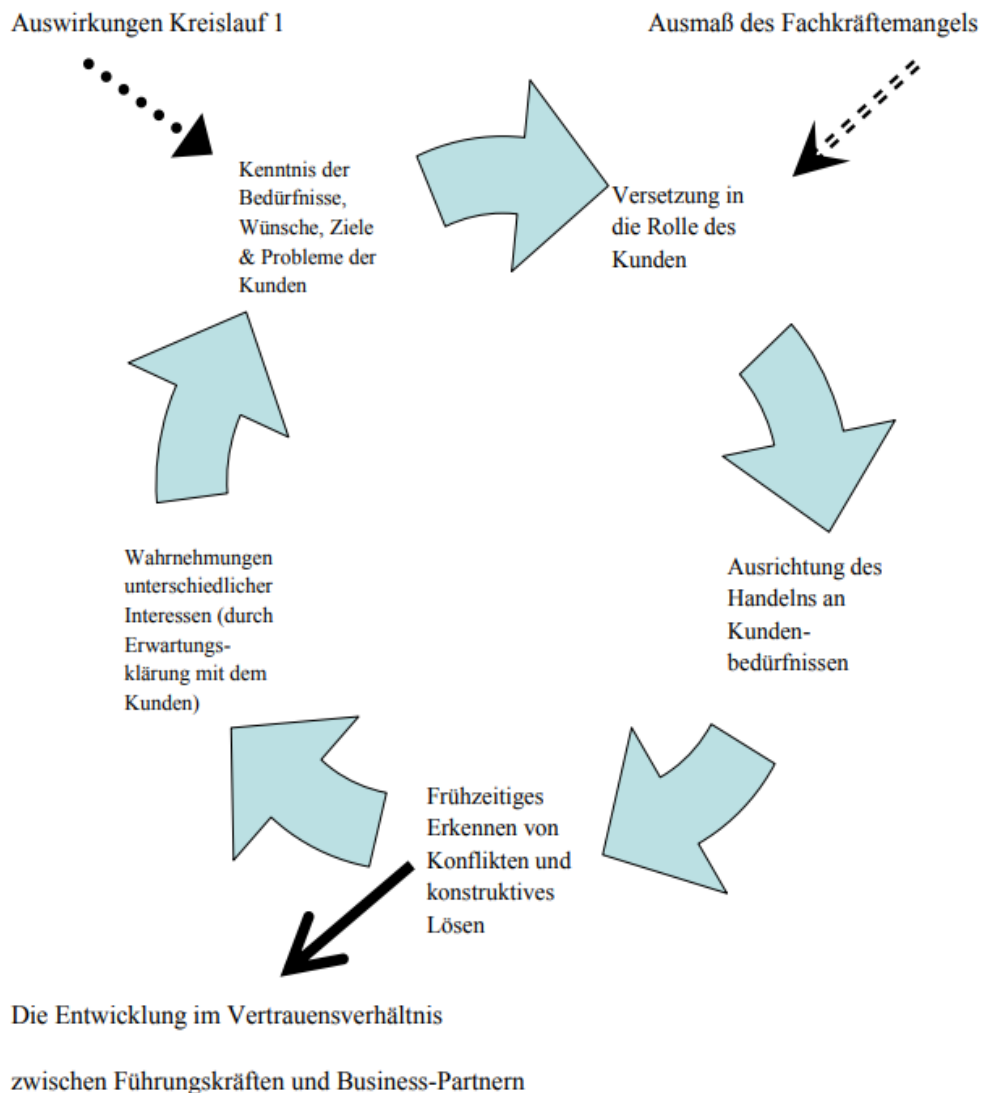 Auswirkungen Kreislauf 1
Ausmaß des Fachkräftemangels
Kenntnis der
Bedürfnisse,
Wünsche, Ziele
& Probleme der
Kunden
Versetzung in
die Rolle des
Kunden
Ausrichtung des
Handelns an
Kunden-
bedürfnissen
Frühzeitiges
Erkennen von
Konflikten und
konstruktives
Lösen
Wahrnehmungen
unterschiedlicher
Interessen (durch
Erwartungs-
klärung mit dem
Kunden)
Die Entwicklung im Vertrauensverhältnis
zwischen Führungskräften und Business-Partnern